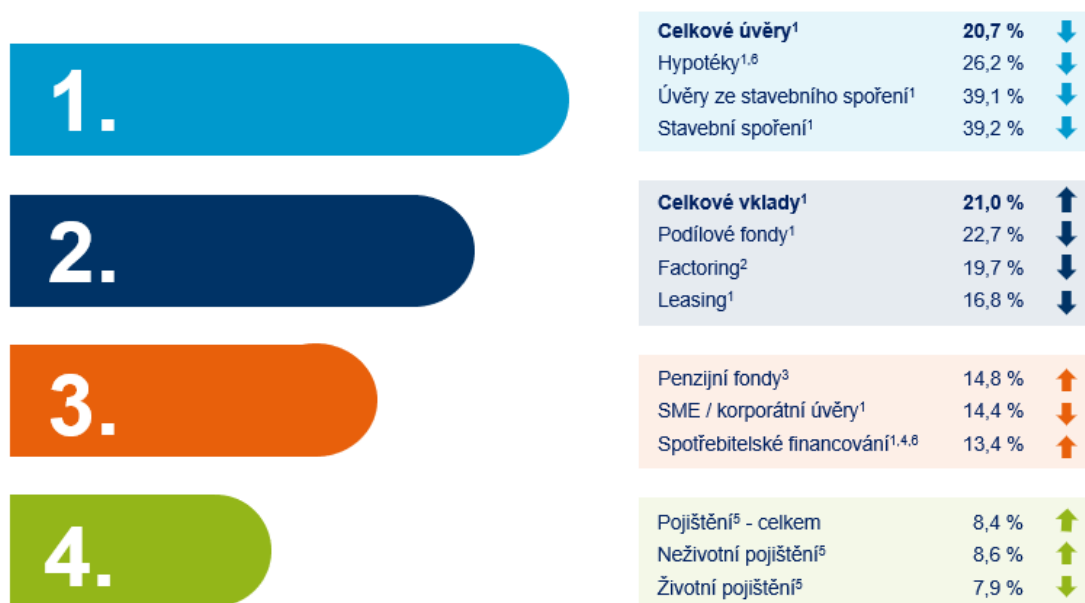 1.
Celkové úvěry¹ 20,7 %
Hypotéky¹,⁶ 26,2 %
Úvěry ze stavebního spoření¹ 39,1 %
Stavební spoření¹ 39,2 %
2.
Celkové vklady¹ 21,0 %
Podílové fondy¹ 22,7 %
Factoring² 19,7 %
Leasing¹ 16,8 %
3.
Penzijní fondy³ 14,8 %
SME / korporátní úvěry¹ 14,4 %
Spotřebitelské financování¹,⁴,⁶ 13,4 %
4.
Pojištění⁵ - celkem 8,4 %
Neživotní pojištění⁵ 8,6 %
Životní pojištění⁵ 7,9 %